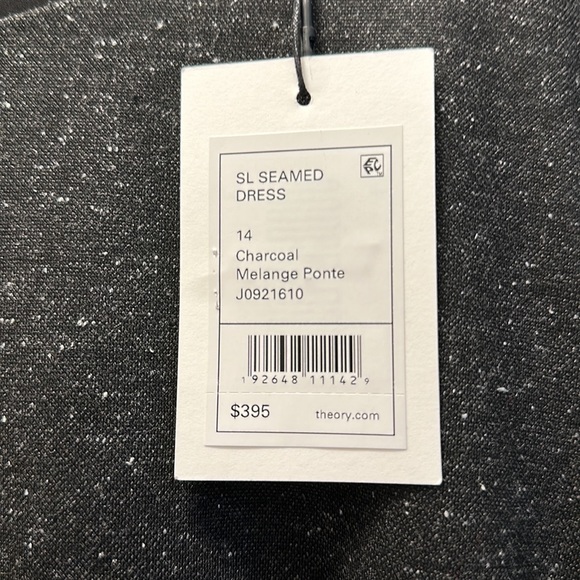 SL SEAMED
DRESS
14
Charcoal
Melange Ponte
J0921610
1 92648 11142 9
$395 theory.com